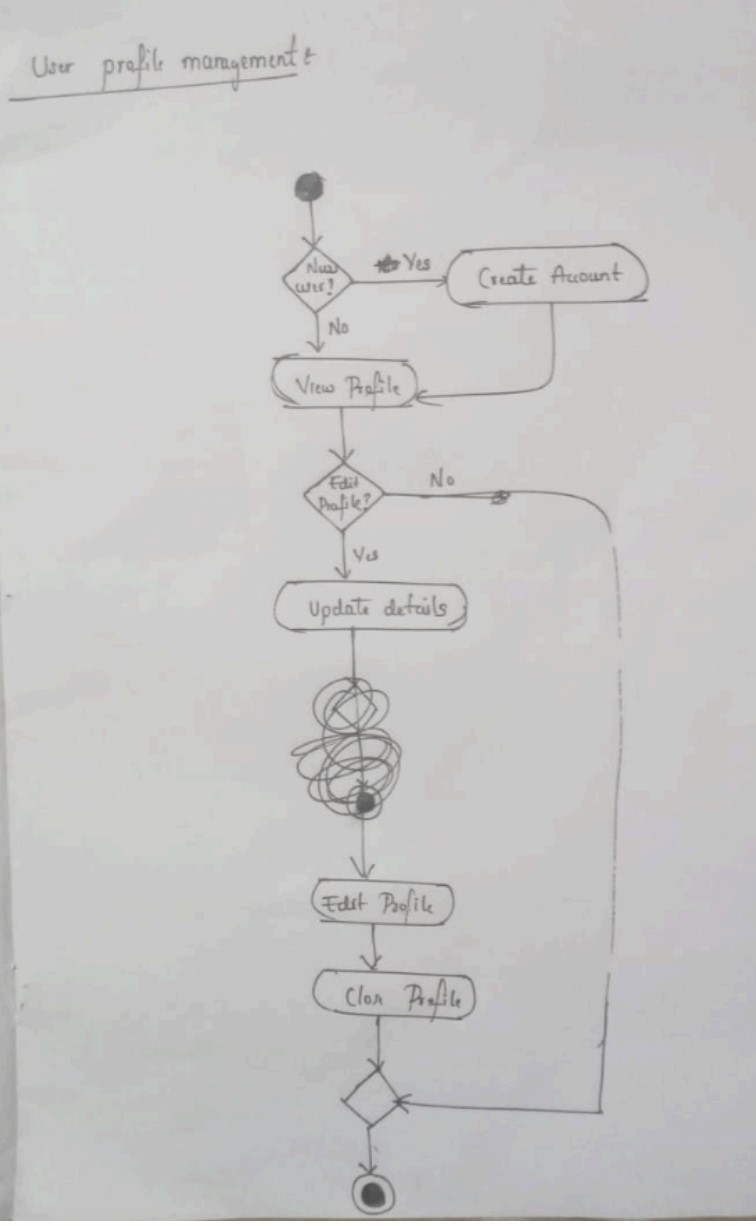 User profile management
New
user?
Yes
Create Account
No
View Profile
Edit
Profile?
No
Yes
Update details
Edit Profile
Close Profile